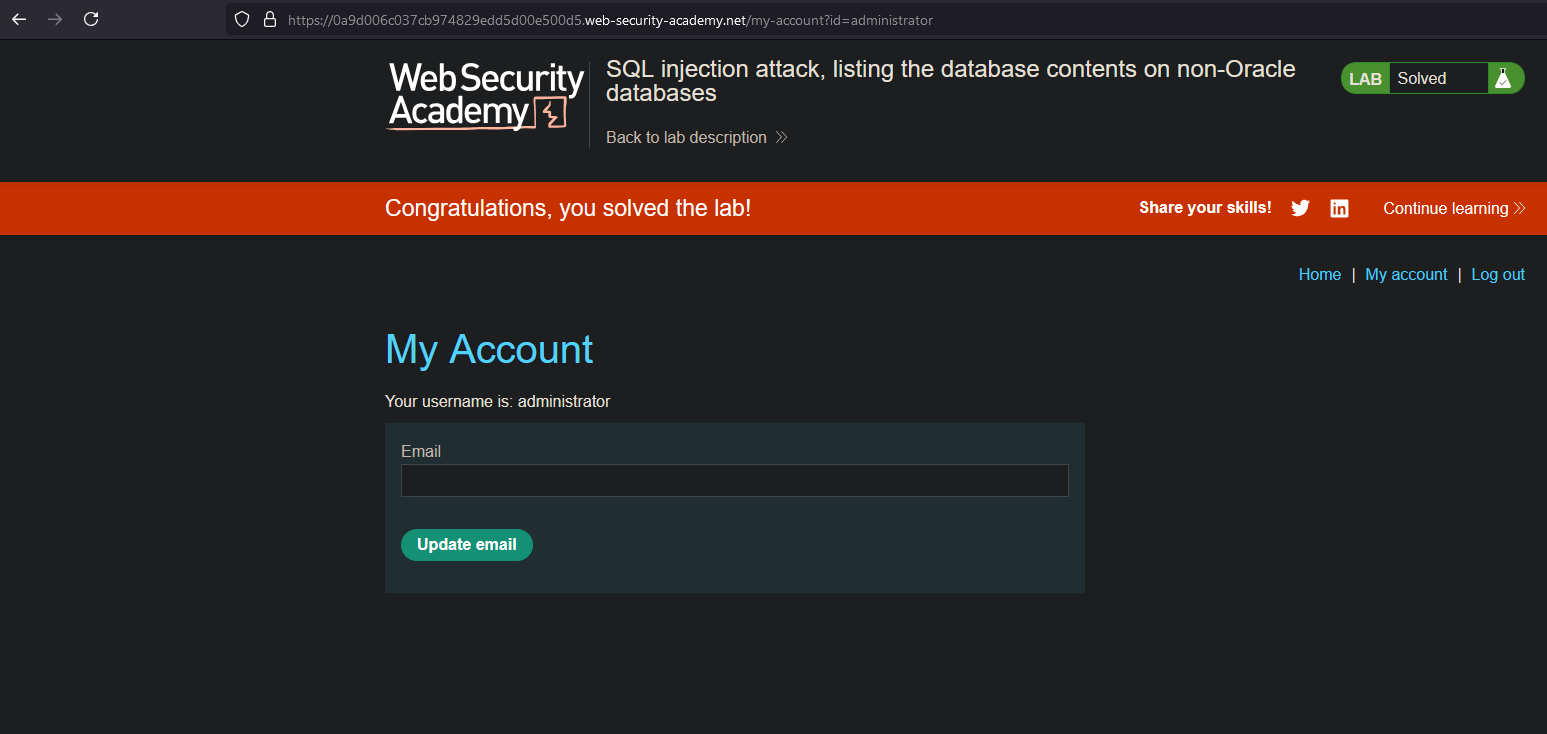 https://0a9d006c037cb974829edd5d00e500d5.web-security-academy.net/my-account?id=administrator
WebSecurity
Academy
SQL injection attack, listing the database contents on non-Oracle
databases
Back to lab description
LAB Solved
Congratulations, you solved the lab!
Share your skills!
Continue learning
Home | My account | Log out
My Account
Your username is: administrator
Email
Update email